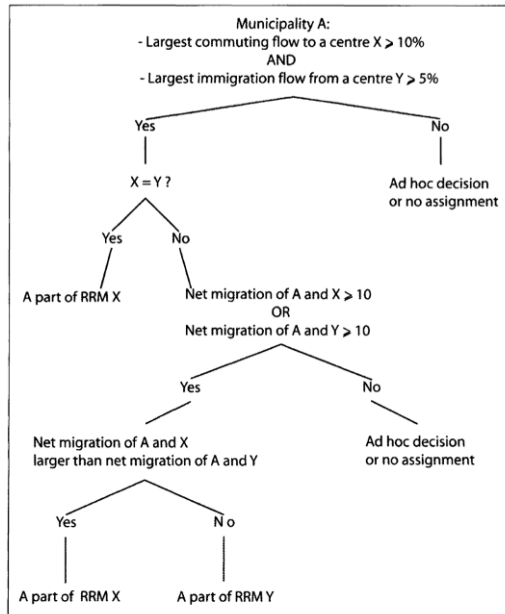 Municipality A:
- Largest commuting flow to a centre X ⩾ 10%
AND
- Largest immigration flow from a centre Y ⩾ 5%
Yes
No
X = Y ?
Ad hoc decision
or no assignment
Yes
No
A part of RRM X
Net migration of A and X ⩾ 10
OR
Net migration of A and Y ⩾ 10
Yes
No
Net migration of A and X
larger than net migration of A and Y
Ad hoc decision
or no assignment
Yes
No
A part of RRM X
A part of RRM Y